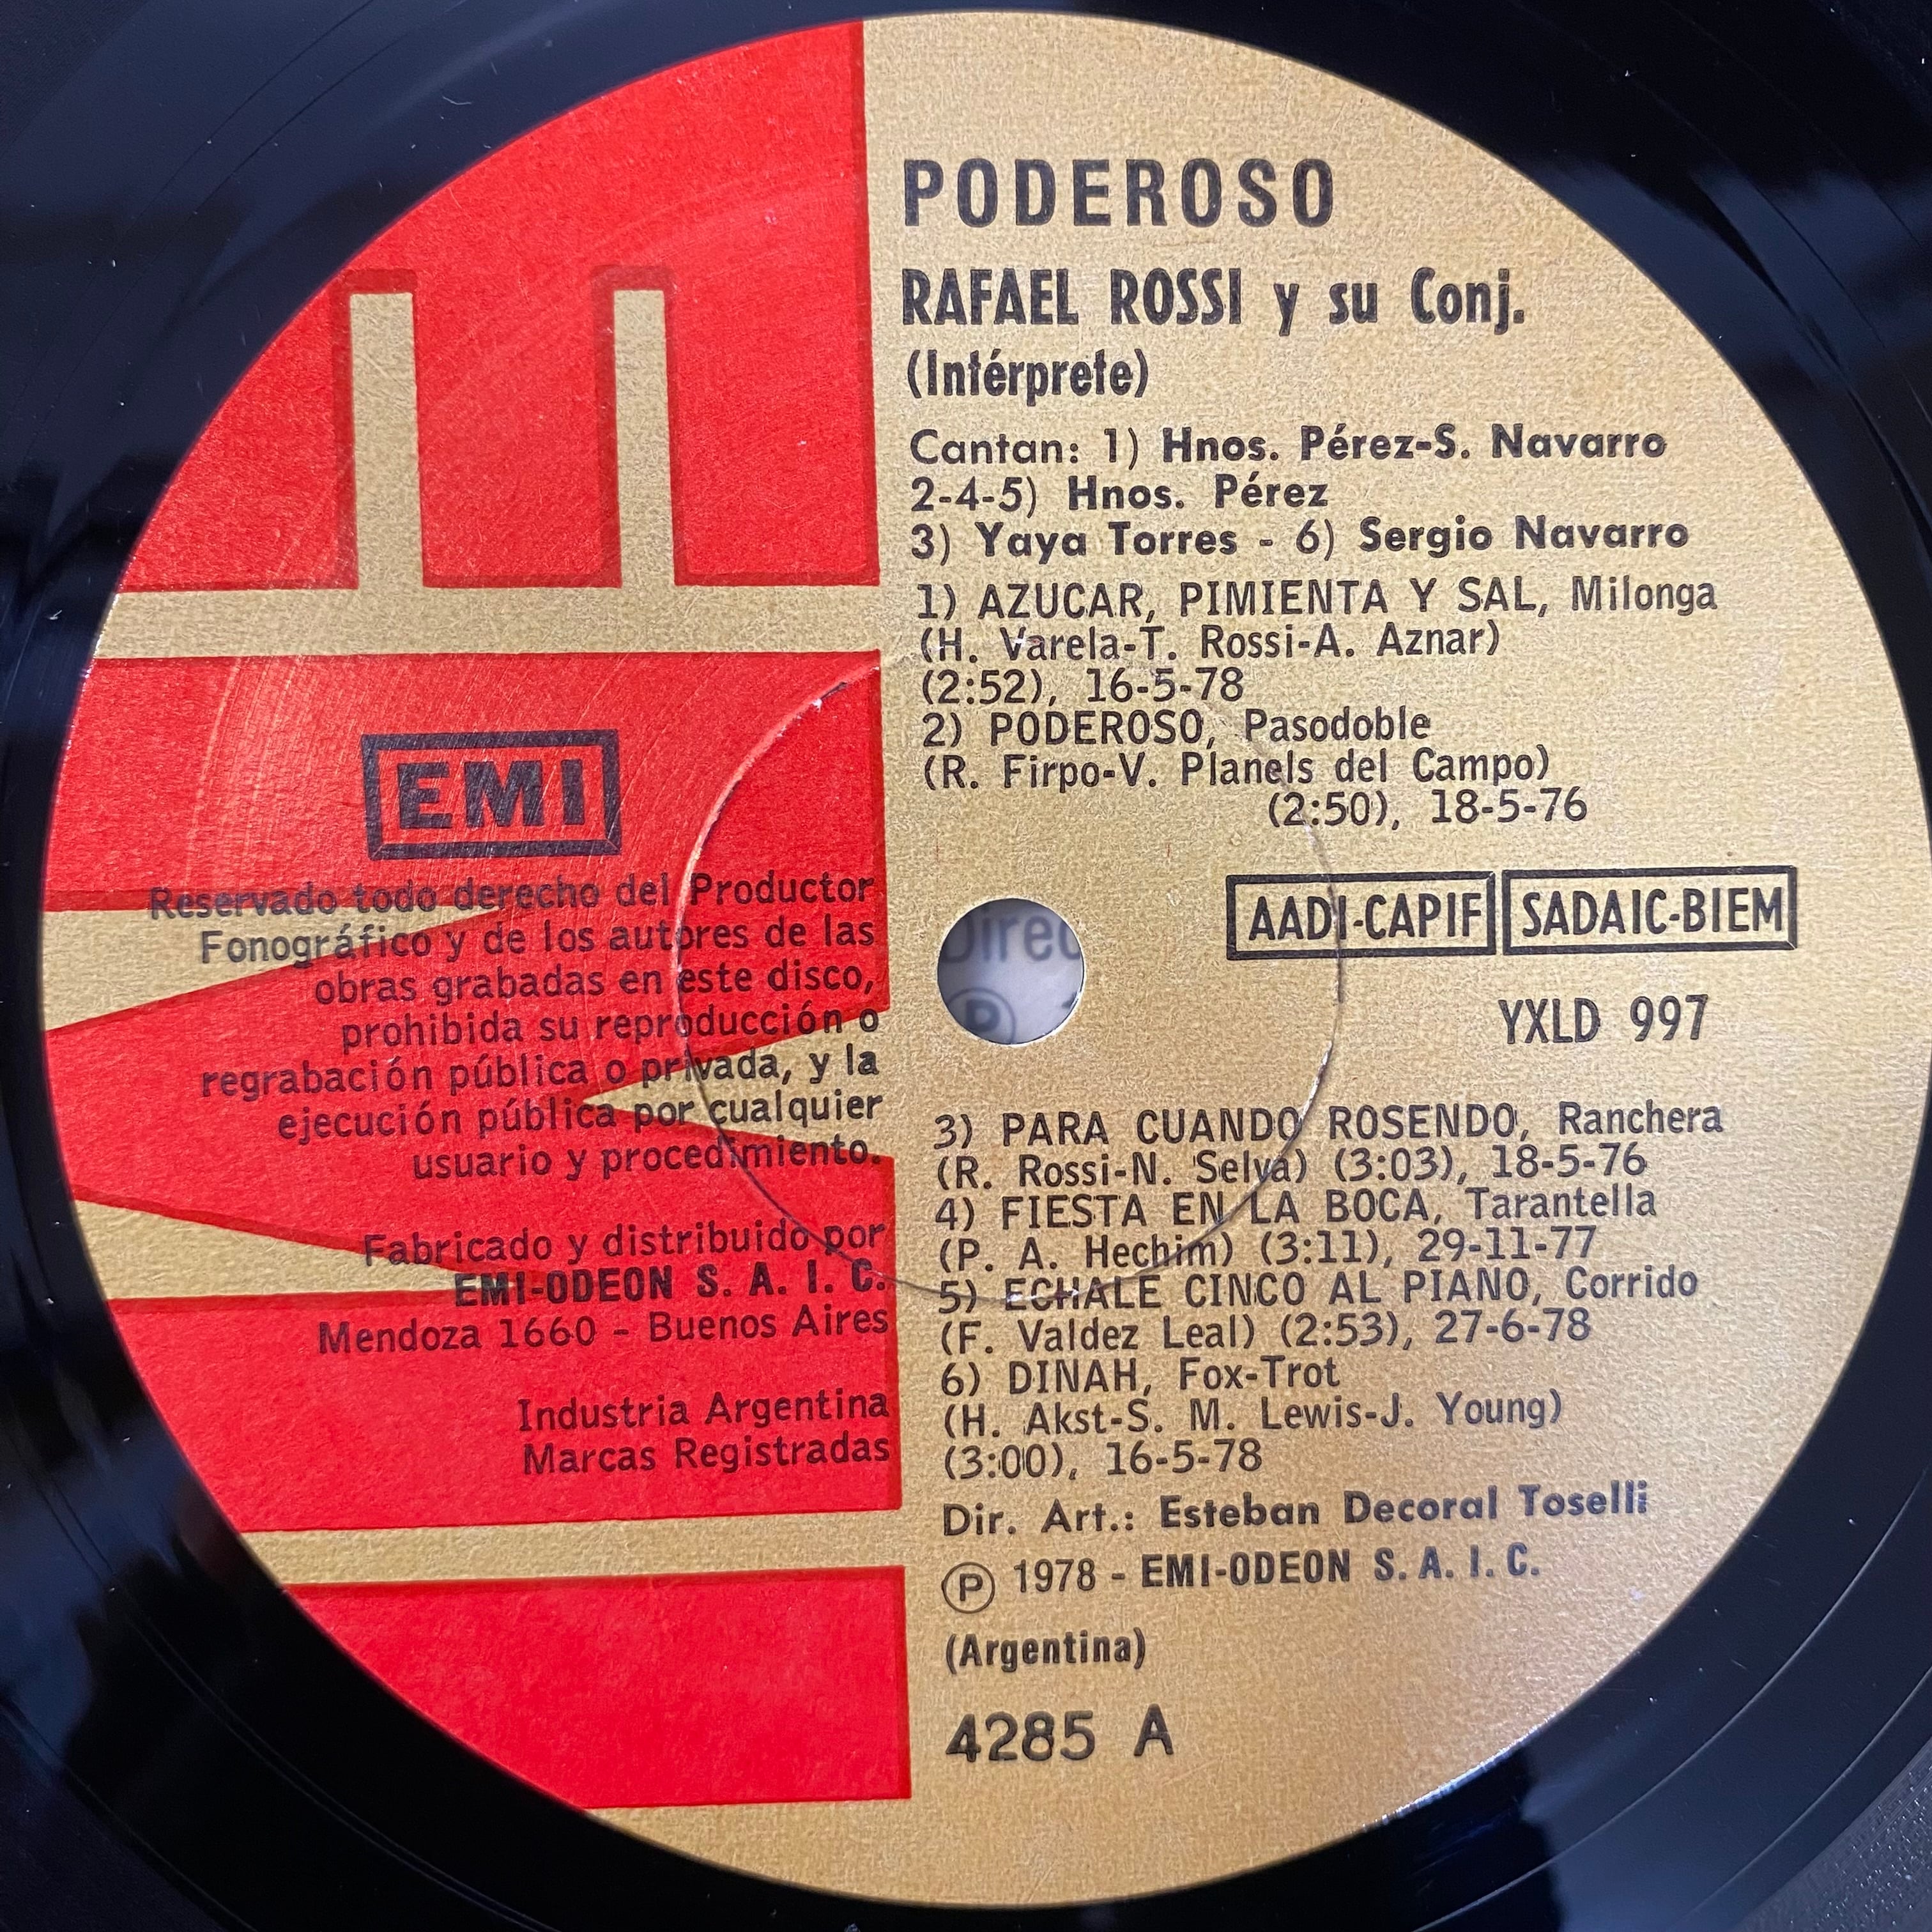 PODEROSO
RAFAEL ROSSI y su Conj.
(Intérprete)
Cantan: 1) Hnos. Pérez-S. Navarro
2-4-5) Hnos. Pérez
3) Yaya Torres - 6) Sergio Navarro
1) AZUCAR, PIMIENTA Y SAL, Milonga
(H. Varela-T. Rossi-A. Aznar)
(2:52), 16-5-78
2) PODEROSO, Pasodoble
(R. Firpo-V. Planels del Campo)
(2:50), 18-5-76
EMI
Reservado todo derecho del Productor
Fonográfico y de los autores de las
obras grabadas en este disco,
prohibida su reproducción o
regrabación pública o privada, y la
ejecución pública por cualquier
usuario y procedimiento.
Fabricado y distribuido por
EMI-ODEON S. A. I. C.
Mendoza 1660 - Buenos Aires
Industria Argentina
Marcas Registradas
Direc
Ⓟ
AADI-CAPIF SADAIC-BIEM
YXLD 997
3) PARA CUANDO ROSENDO, Ranchera
(R. Rossi-N. Selva) (3:03), 18-5-76
4) FIESTA EN LA BOCA, Tarantella
(P. A. Hechim) (3:11), 29-11-77
5) ECHALE CINCO AL PIANO, Corrido
(F. Valdez Leal) (2:53), 27-6-78
6) DINAH, Fox-Trot
(H. Akst-S. M. Lewis-J. Young)
(3:00), 16-5-78
Dir. Art.: Esteban Decoral Toselli
Ⓟ 1978 - EMI-ODEON S. A. I. C.
(Argentina)
4285 A